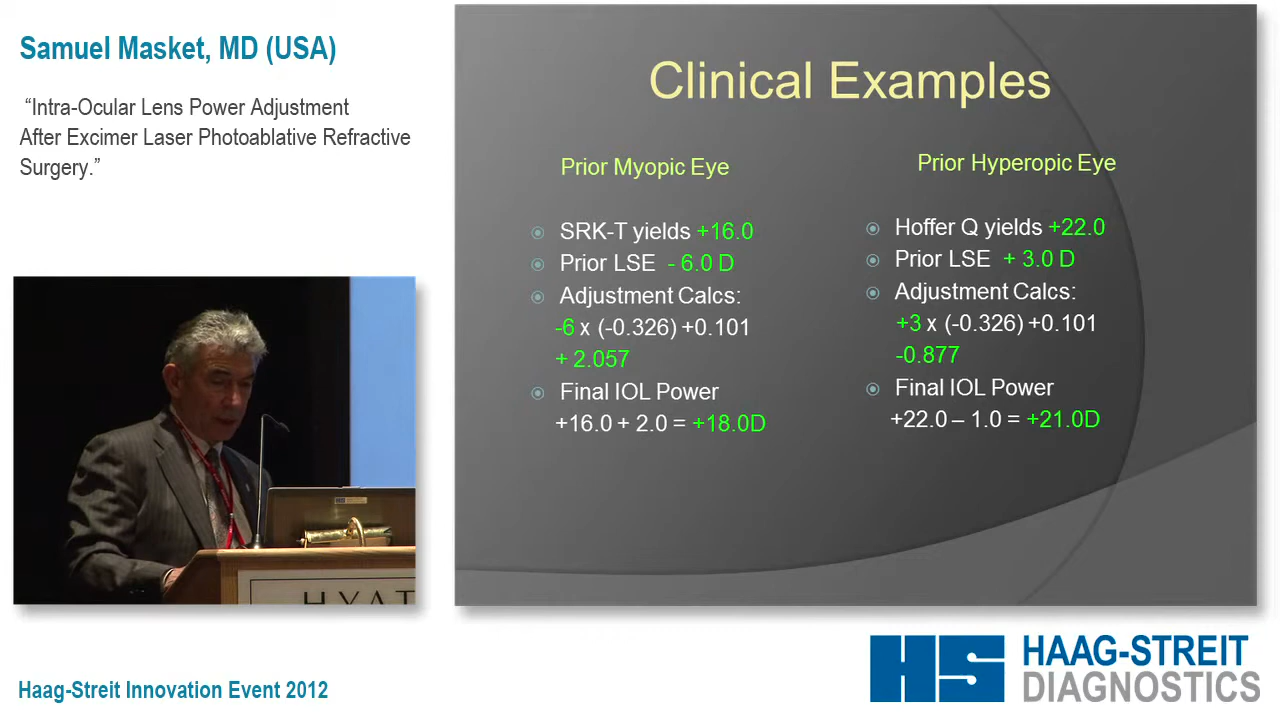 Samuel Masket, MD (USA)
“Intra-Ocular Lens Power Adjustment
After Excimer Laser Photoablative Refractive
Surgery.”
Clinical Examples
Prior Myopic Eye
SRK-T yields +16.0
Prior LSE - 6.0 D
Adjustment Calcs:
-6 x (-0.326) +0.101
+ 2.057
Final IOL Power
+16.0 + 2.0 = +18.0D
Prior Hyperopic Eye
Hoffer Q yields +22.0
Prior LSE + 3.0 D
Adjustment Calcs:
+3 x (-0.326) +0.101
-0.877
Final IOL Power
+22.0 – 1.0 = +21.0D
HYAT
Haag-Streit Innovation Event 2012
HS HAAG-STREIT
DIAGNOSTICS